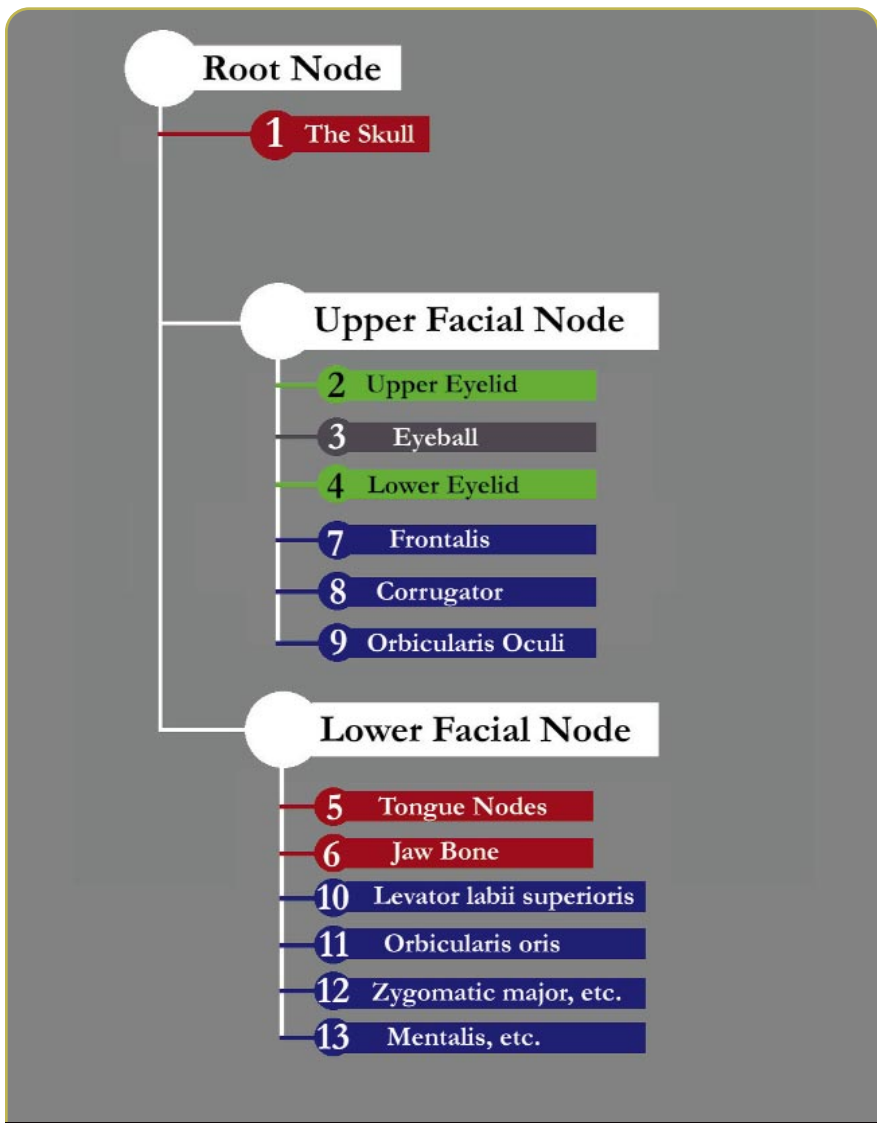 Root Node
1 The Skull
Upper Facial Node
2 Upper Eyelid
3 Eyeball
4 Lower Eyelid
7 Frontalis
8 Corrugator
9 Orbicularis Oculi
Lower Facial Node
5 Tongue Nodes
6 Jaw Bone
10 Levator labii superioris
11 Orbicularis oris
12 Zygomatic major, etc.
13 Mentalis, etc.